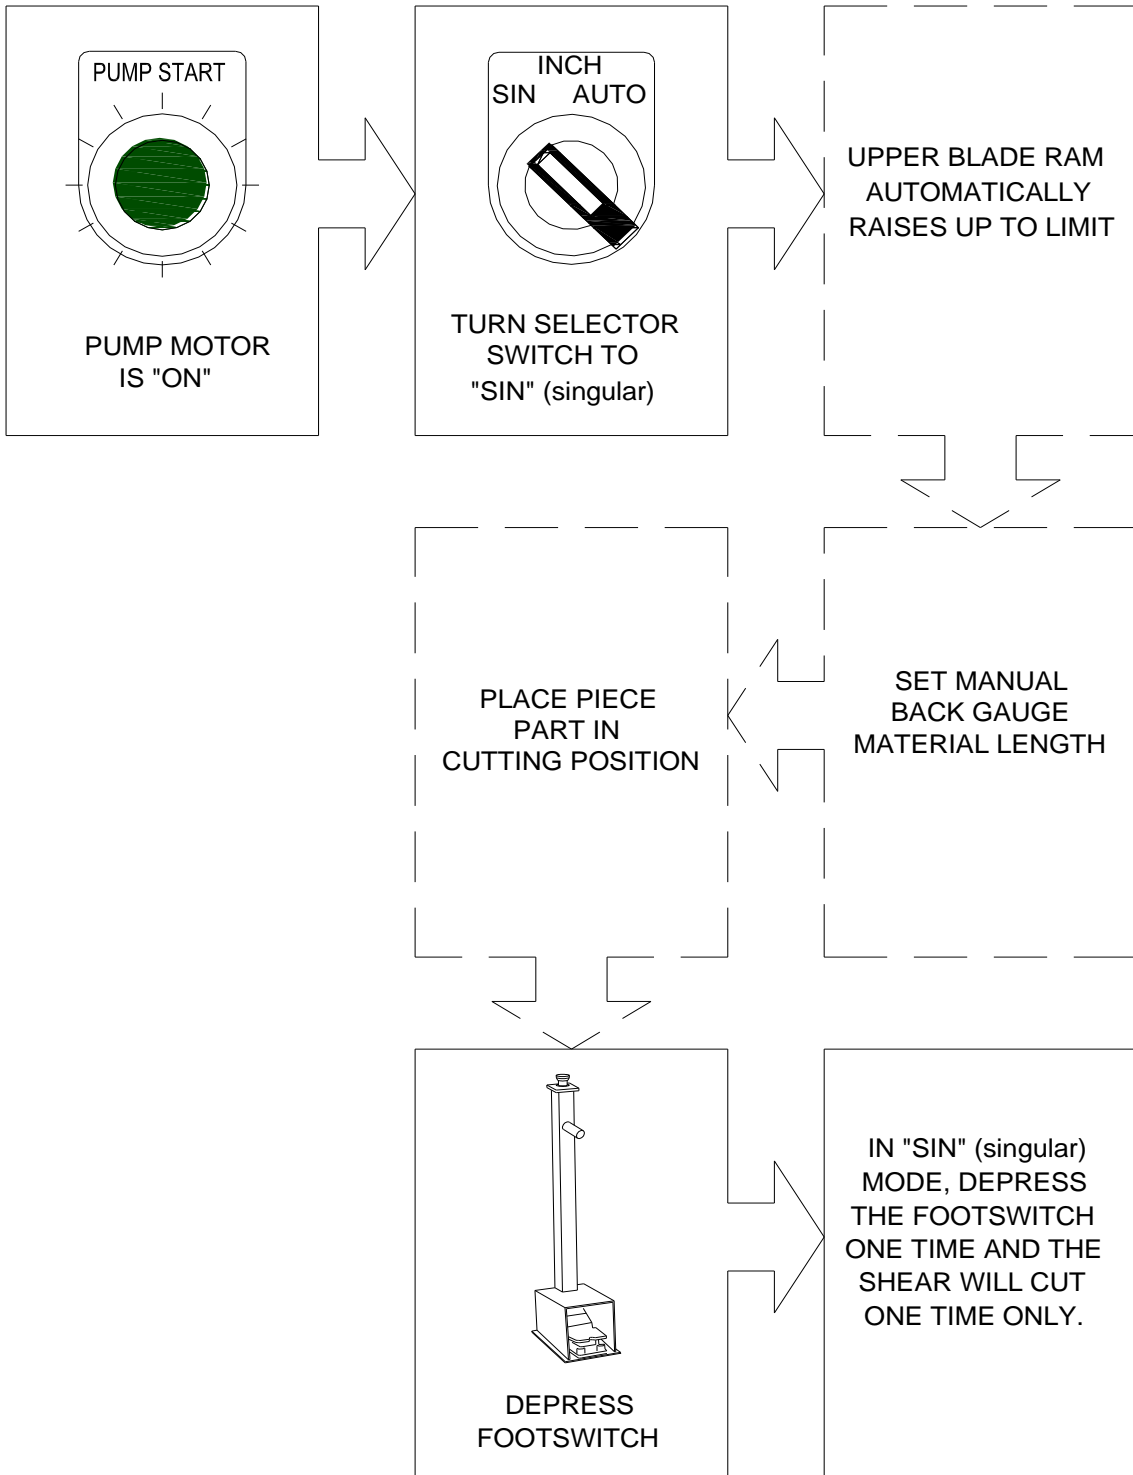 PUMP START
PUMP MOTOR
IS "ON"
INCH
SIN AUTO
TURN SELECTOR
SWITCH TO
"SIN" (singular)
UPPER BLADE RAM
AUTOMATICALLY
RAISES UP TO LIMIT
SET MANUAL
BACK GAUGE
MATERIAL LENGTH
PLACE PIECE
PART IN
CUTTING POSITION
DEPRESS
FOOTSWITCH
IN "SIN" (singular)
MODE, DEPRESS
THE FOOTSWITCH
ONE TIME AND THE
SHEAR WILL CUT
ONE TIME ONLY.